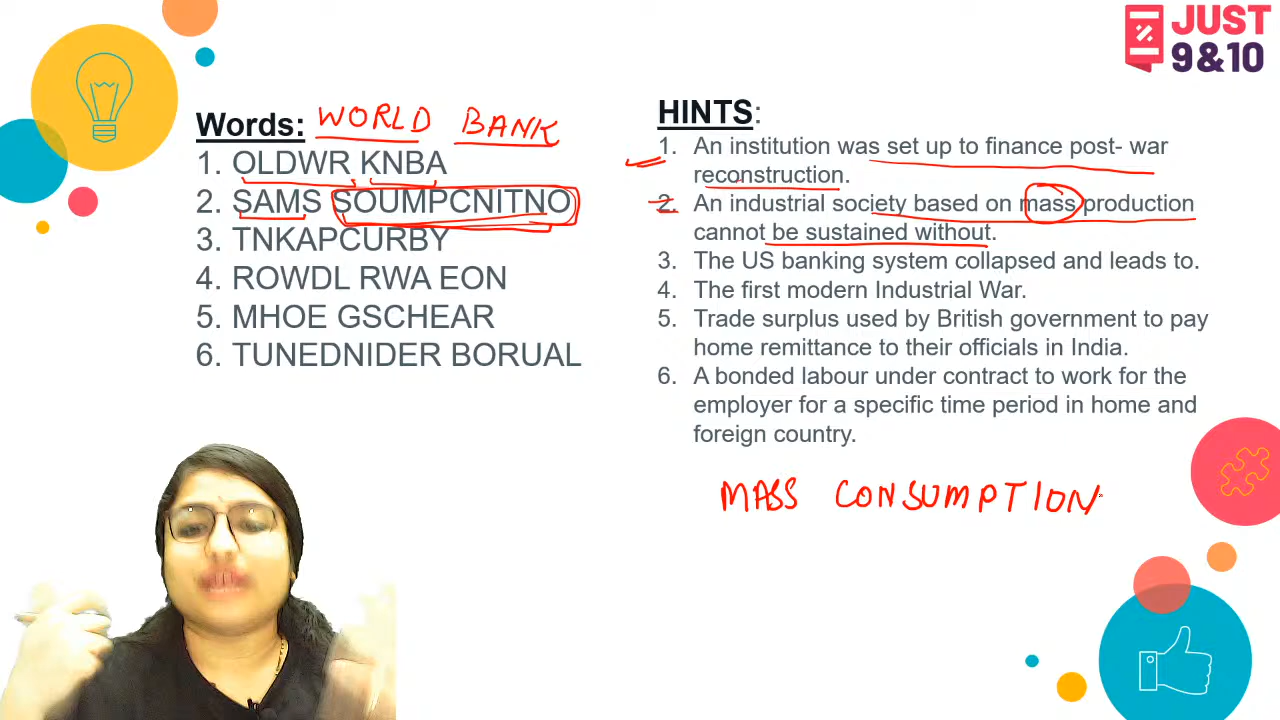 JUST
9&10
Words: WORLD BANK
1. OLDWR KNBA
2. SAMS SOUMPCNITNO
3. TNKAPCURBY
4. ROWDL RWA EON
5. MHOE GSCHEAR
6. TUNEDNIDER BORUAL
HINTS:
1. An institution was set up to finance post- war
reconstruction.
2. An industrial society based on mass production
cannot be sustained without.
3. The US banking system collapsed and leads to.
4. The first modern Industrial War.
5. Trade surplus used by British government to pay
home remittance to their officials in India.
6. A bonded labour under contract to work for the
employer for a specific time period in home and
foreign country.
MASS CONSUMPTION